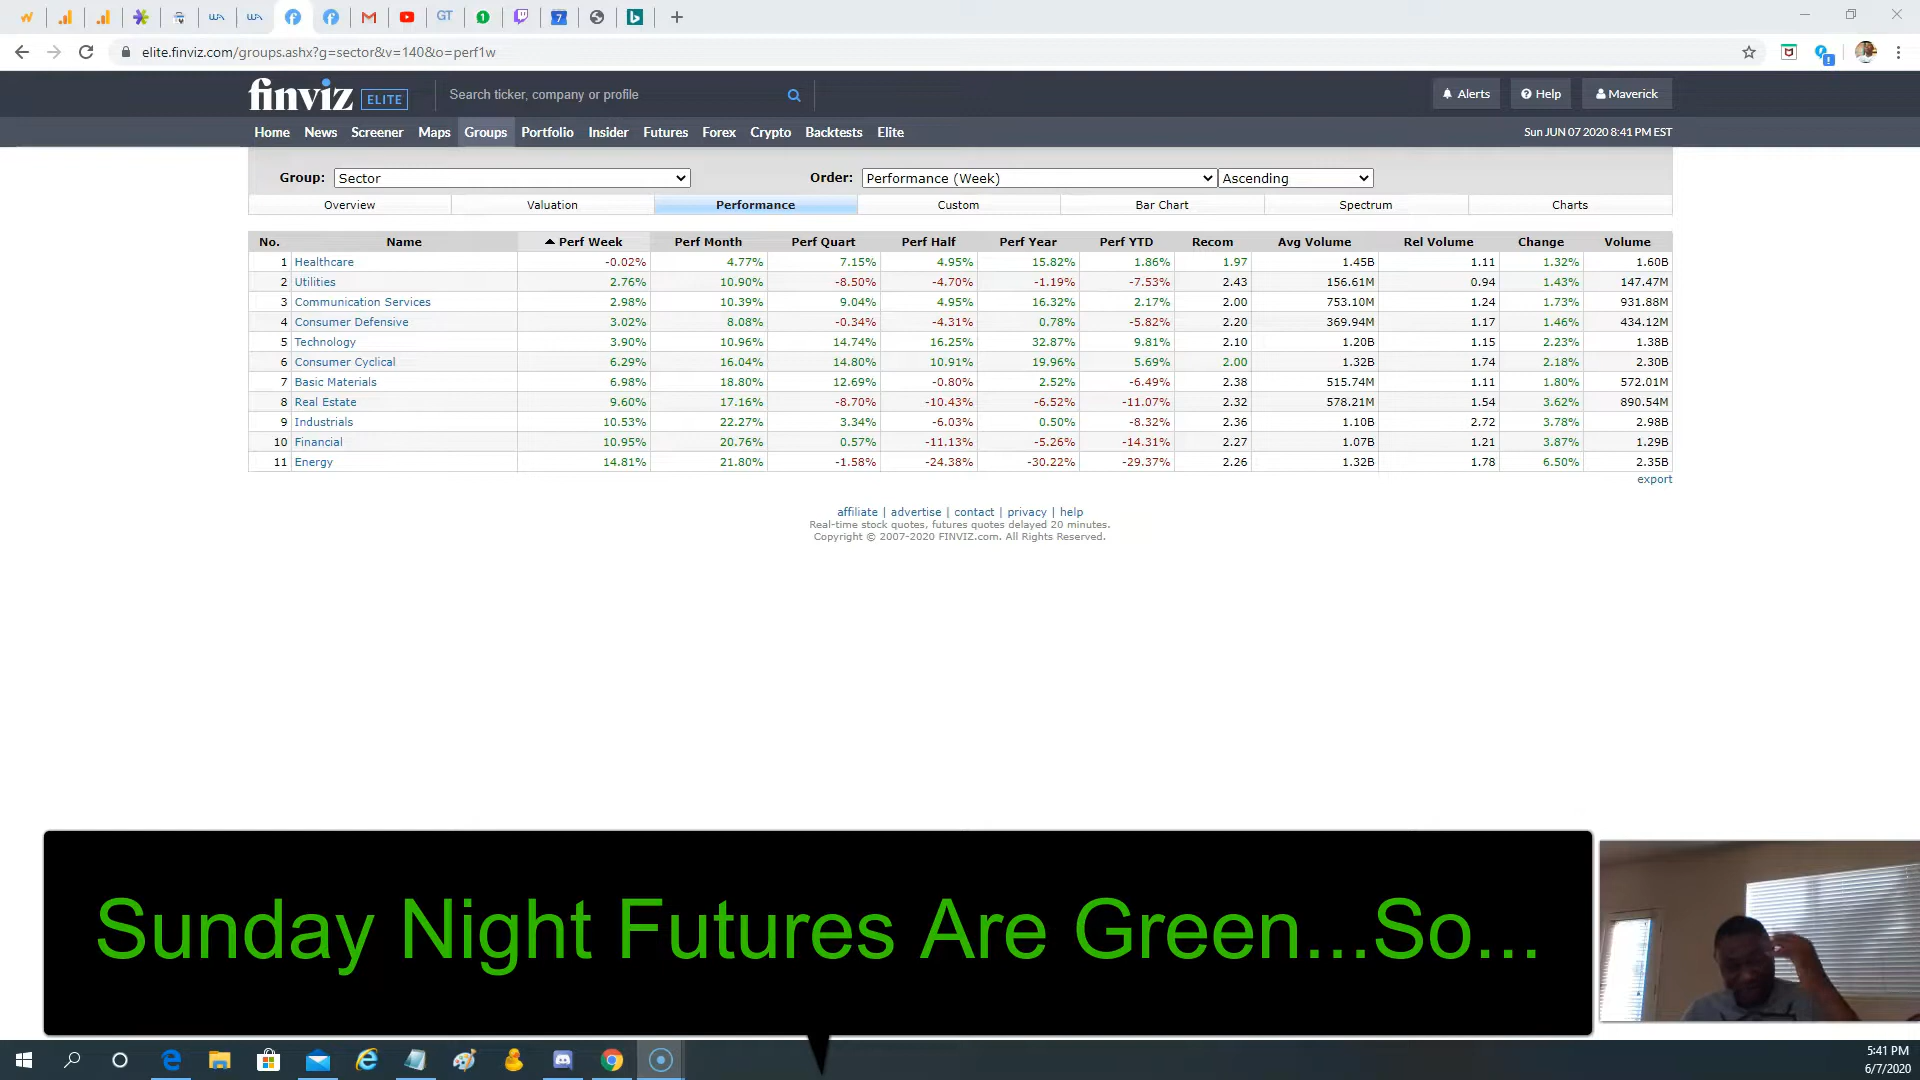 GT
1
7
elite.finviz.com/groups.ashx?g=sector&v=140&o=perf1w
finviz ELITE
Search ticker, company or profile
Alerts Help Maverick
Home News Screener Maps Groups Portfolio Insider Futures Forex Crypto Backtests Elite
Sun JUN 07 2020 8:41 PM EST
Group: Sector Order: Performance (Week) Ascending
Overview Valuation Performance Custom Bar Chart Spectrum Charts
No. Name Perf Week Perf Month Perf Quart Perf Half Perf Year Perf YTD Recom Avg Volume Rel Volume Change Volume
1 Healthcare -0.02% 4.77% 7.15% 4.95% 15.82% 1.86% 1.97 1.45B 1.11 1.32% 1.60B
2 Utilities 2.76% 10.90% -8.50% -4.70% -1.19% -7.53% 2.43 156.61M 0.94 1.43% 147.47M
3 Communication Services 2.98% 10.39% 9.04% 4.95% 16.32% 2.17% 2.00 753.10M 1.24 1.73% 931.88M
4 Consumer Defensive 3.02% 8.08% -0.34% -4.31% 0.78% -5.82% 2.20 369.94M 1.17 1.46% 434.12M
5 Technology 3.90% 10.96% 14.74% 16.25% 32.87% 9.81% 2.10 1.20B 1.15 2.23% 1.38B
6 Consumer Cyclical 6.29% 16.04% 14.80% 10.91% 19.96% 5.69% 2.00 1.32B 1.74 2.18% 2.30B
7 Basic Materials 6.98% 18.80% 12.69% -0.80% 2.52% -6.49% 2.38 515.74M 1.11 1.80% 572.01M
8 Real Estate 9.60% 17.16% -8.70% -10.43% -6.52% -11.07% 2.32 578.21M 1.54 3.62% 890.54M
9 Industrials 10.53% 22.27% 3.34% -6.03% 0.50% -8.32% 2.36 1.10B 2.72 3.78% 2.98B
10 Financial 10.95% 20.76% 0.57% -11.13% -5.26% -14.31% 2.27 1.07B 1.21 3.87% 1.29B
11 Energy 14.81% 21.80% -1.58% -24.38% -30.22% -29.37% 2.26 1.32B 1.78 6.50% 2.35B
export
affiliate | advertise | contact | privacy | help
Real-time stock quotes, futures quotes delayed 20 minutes.
Copyright © 2007-2020 FINVIZ.com. All Rights Reserved.
Sunday Night Futures Are Green...So...
5:41 PM
6/7/2020